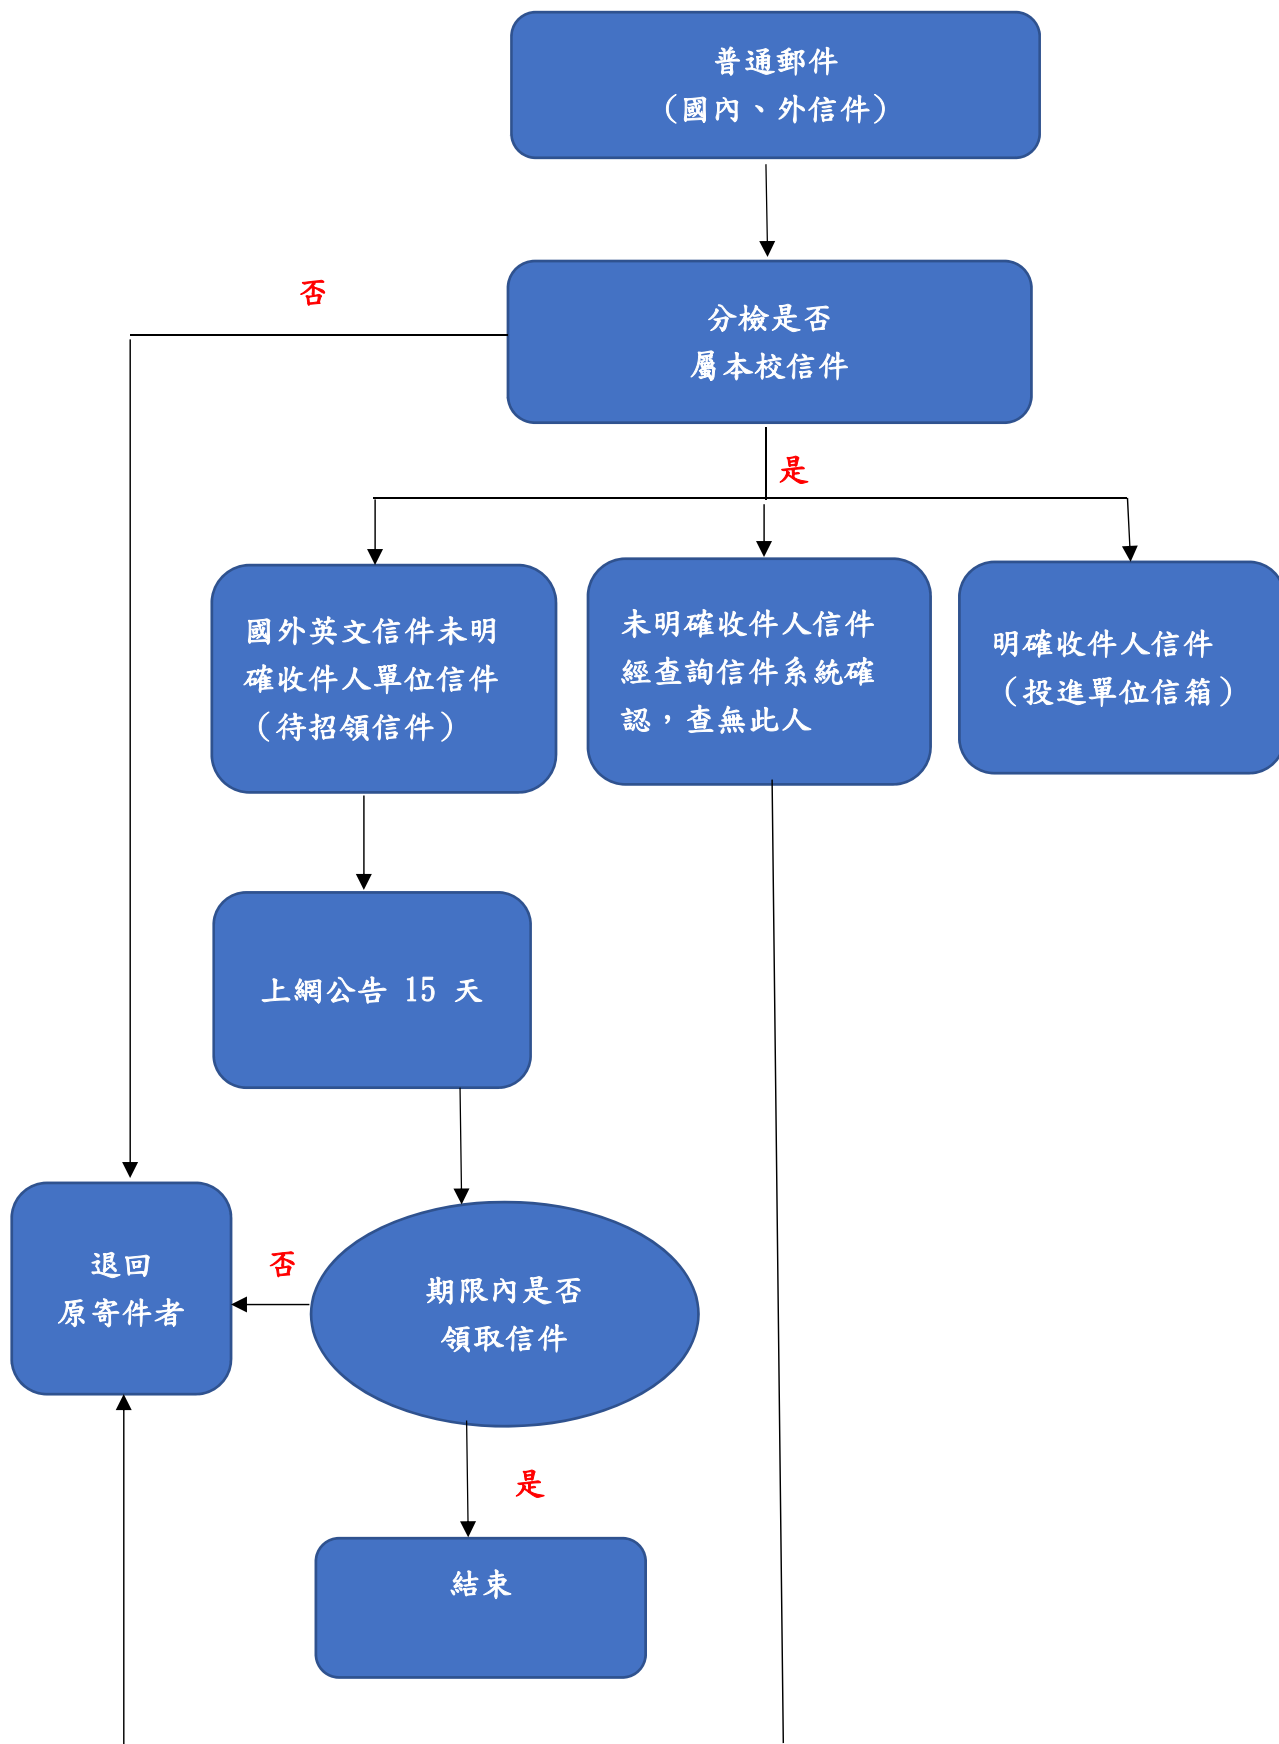 普通郵件
（國內、外信件）
否
分檢是否
屬本校信件
是
國外英文信件未明
確收件人單位信件
（待招領信件）
未明確收件人信件
經查詢信件系統確
認，查無此人
明確收件人信件
（投進單位信箱）
上網公告 15 天
退回
原寄件者
否
期限內是否
領取信件
是
結束